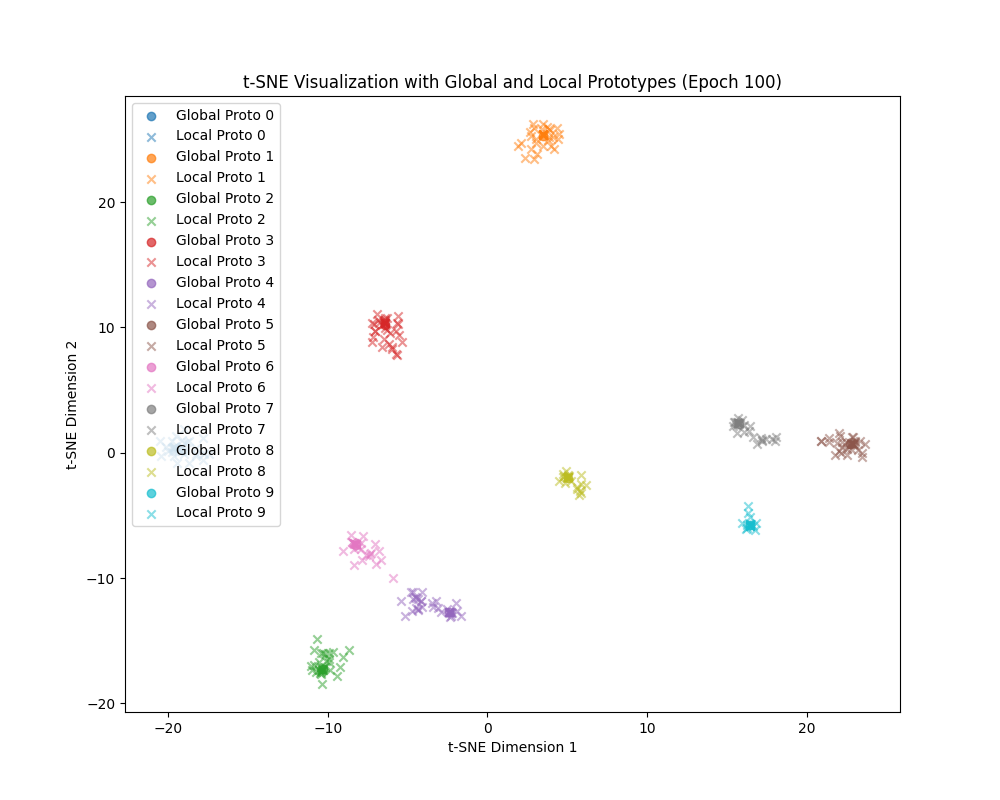 t-SNE Visualization with Global and Local Prototypes (Epoch 100)
Global Proto 0
Local Proto 0
Global Proto 1
Local Proto 1
Global Proto 2
Local Proto 2
Global Proto 3
Local Proto 3
Global Proto 4
Local Proto 4
Global Proto 5
Local Proto 5
Global Proto 6
Local Proto 6
Global Proto 7
Local Proto 7
Global Proto 8
Local Proto 8
Global Proto 9
Local Proto 9
t-SNE Dimension 2
20
10
0
−10
−20
−20
−10
0
10
20
t-SNE Dimension 1